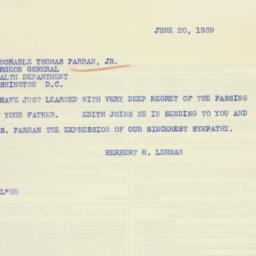 JUNE 20, 1939
NORABLE THOMAS PARRAN, JR.
RGEON GENERAL
ALTH DEPARTMENT
SHINGTON D.C.
HAVE JUST LEARNED WITH VERY DEEP REGRET OF THE PASSING
YOUR FATHER. EDITH JOINS ME IN SENDING TO YOU AND
S. PARRAN THE EXPRESSION OF OUR SINCEREST SYMPATHY.
HERBERT H. LEHMAN